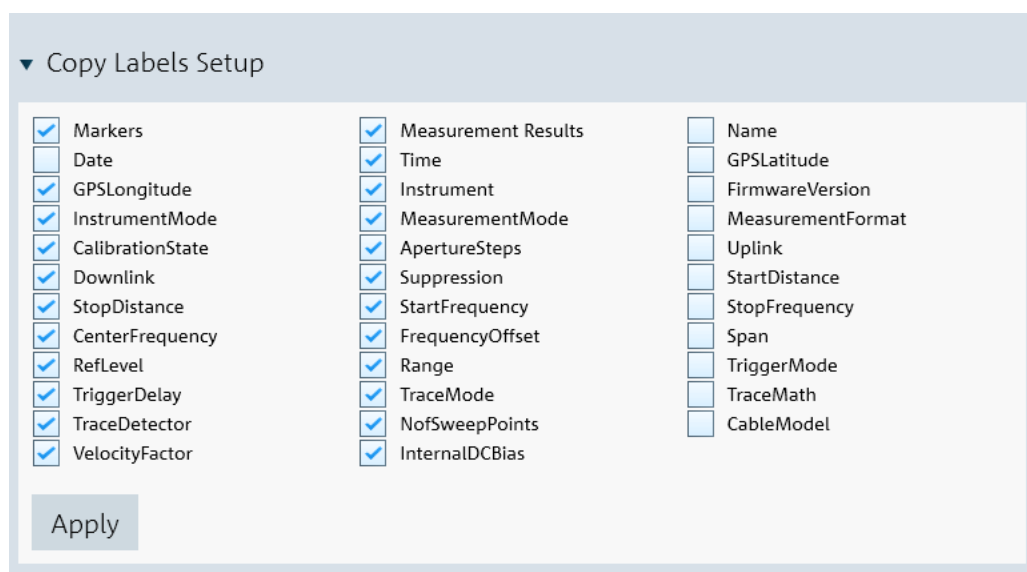 Copy Labels Setup
Markers Measurement Results Name
Date Time GPSLatitude
GPSLongitude Instrument FirmwareVersion
InstrumentMode MeasurementMode MeasurementFormat
CalibrationState ApertureSteps Uplink
Downlink Suppression StartDistance
StopDistance StartFrequency StopFrequency
CenterFrequency FrequencyOffset Span
RefLevel Range TriggerMode
TriggerDelay TraceMode TraceMath
TraceDetector NofSweepPoints CableModel
VelocityFactor InternalDCBias
Apply